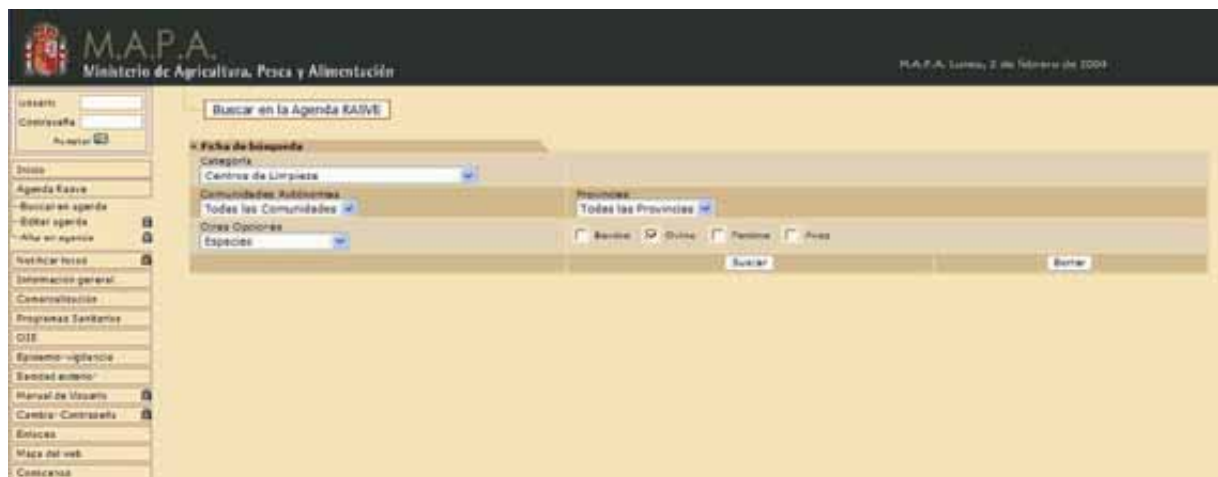 M.A.P.A.
Ministerio de Agricultura, Pesca y Alimentación
M.A.P.A. Lunes, 2 de febrero de 2004
Usuario
Contraseña
Aceptar
Buscar en la Agenda RASVE
Ficha de búsqueda
Categoría
Centros de Limpieza
Comunidades Autónomas
Todas las Comunidades
Provincias
Todas las Provincias
Otras Opciones
Especies
Bovino Ovino Porcino Aves
Buscar
Borrar
Inicio
Agenda Rasve
Buscar en agenda
Editar agenda
Alta en agenda
Notificar focos
Información general
Comercialización
Programas Sanitarios
OIE
Epidemio-vigilancia
Sanidad exterior
Manual de Usuario
Cambiar Contraseña
Enlaces
Mapa del web
Conócenos